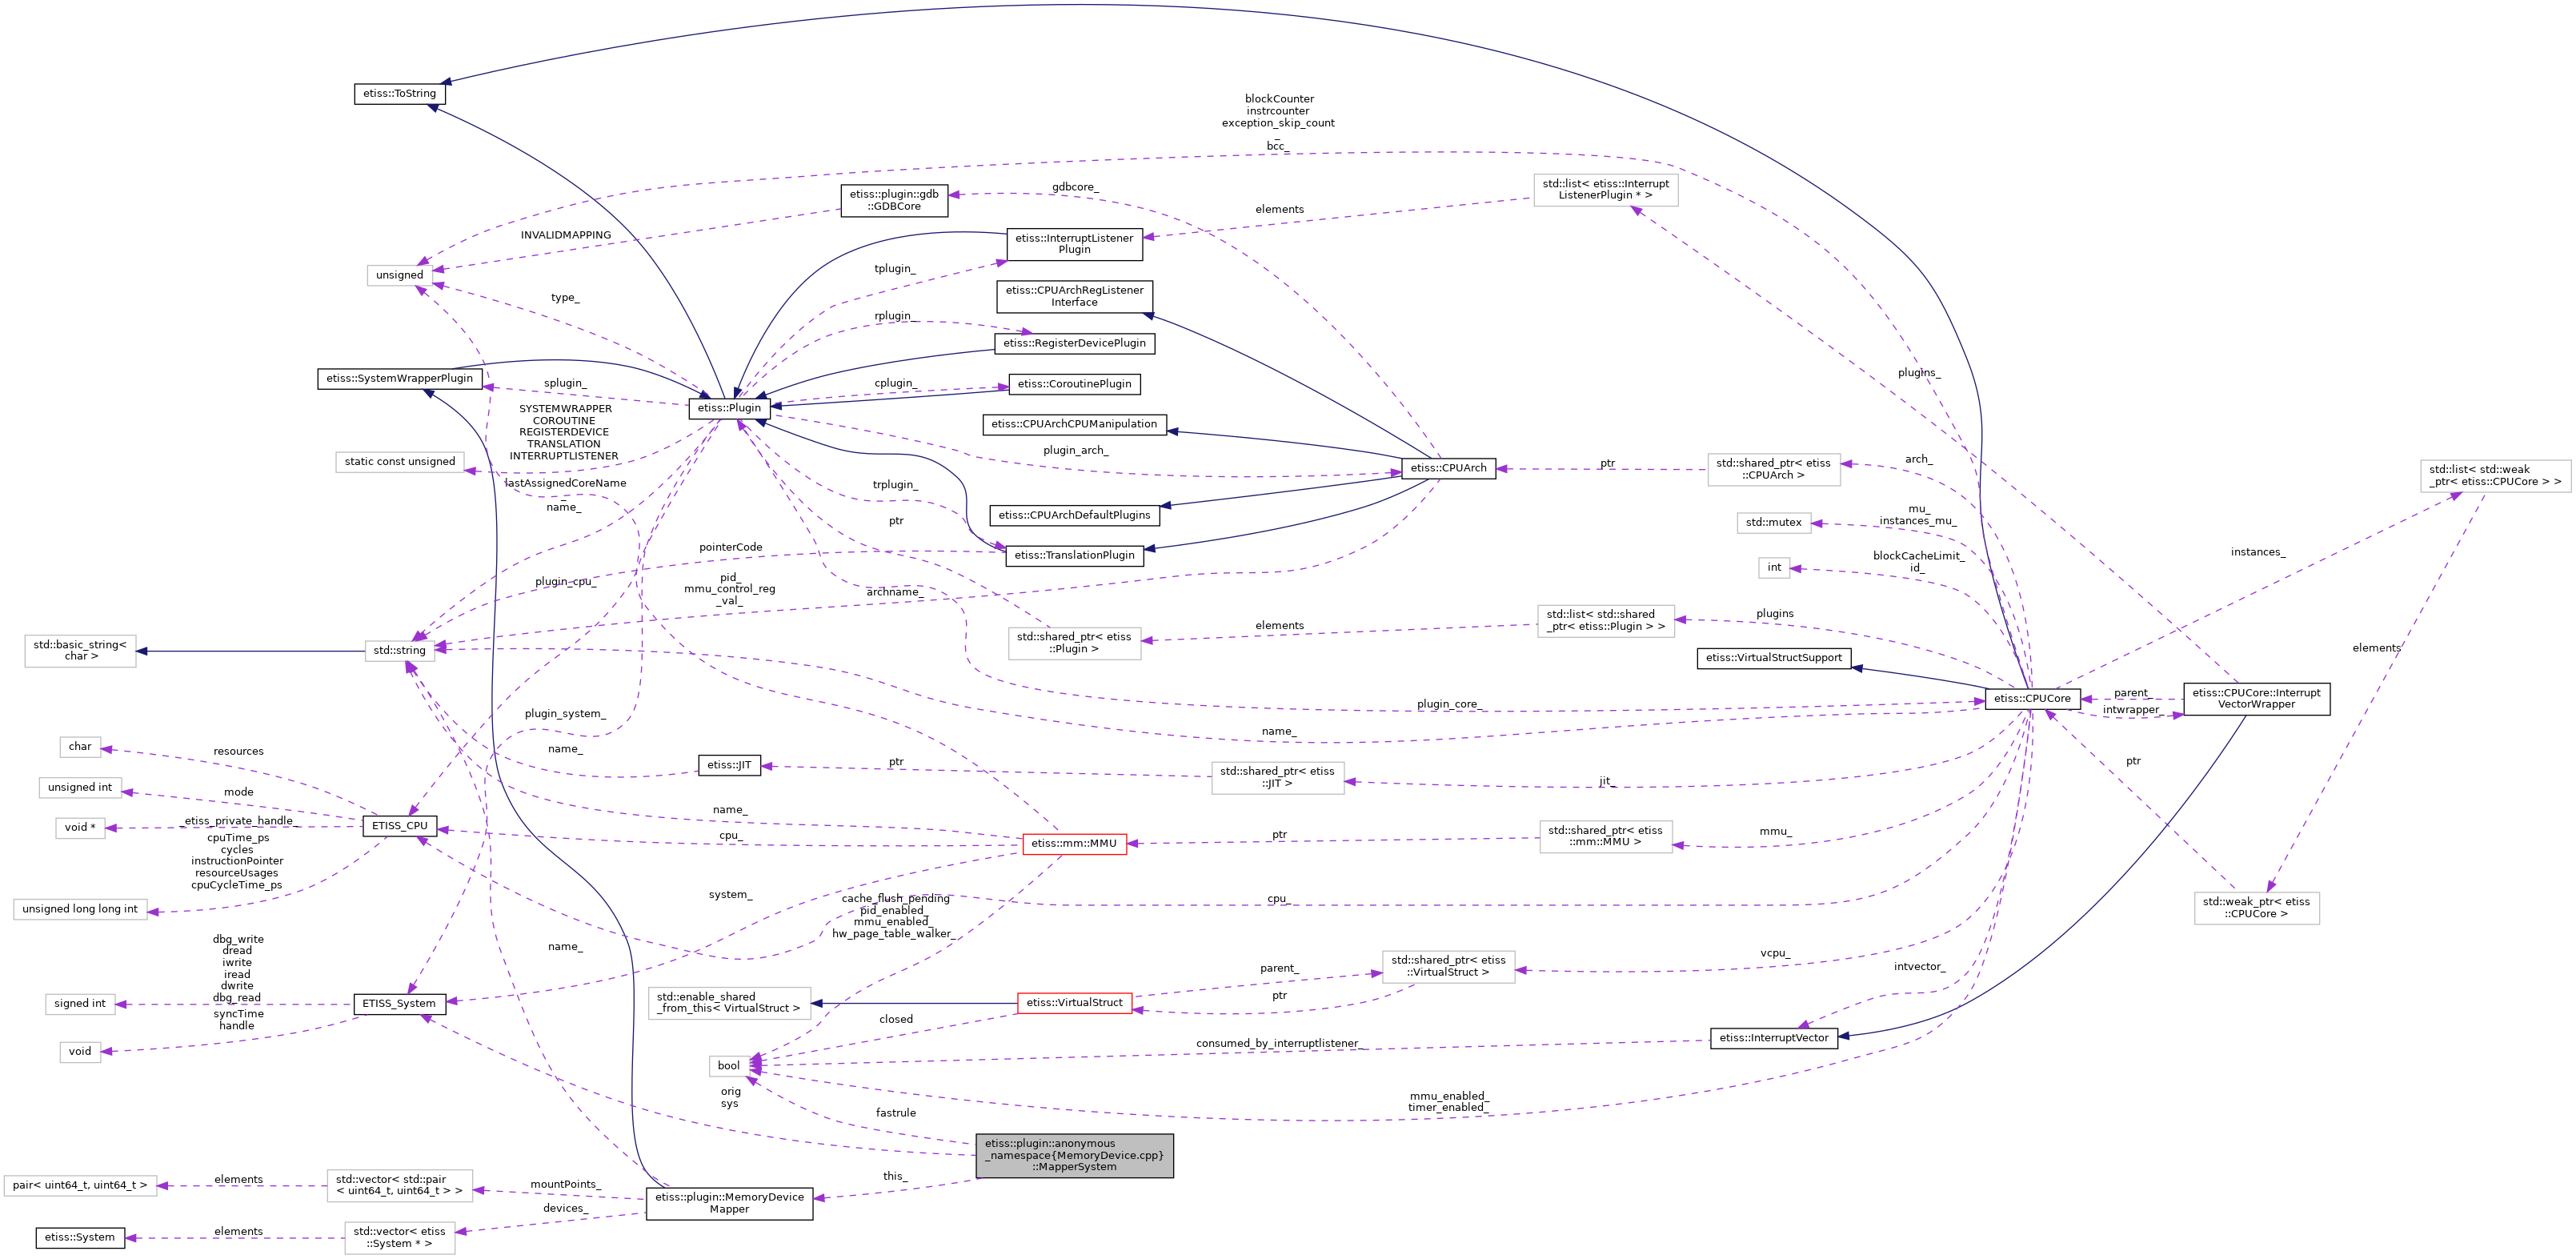 etiss::ToString
blockCounter
instrcounter
exception_skip_count
_
bcc_
etiss::plugin::gdb
::GDBCore
gdbcore_
std::list< etiss::Interrupt
ListenerPlugin * >
elements
INVALIDMAPPING
etiss::InterruptListener
Plugin
unsigned
tplugin_
type_
etiss::CPUArchRegListener
Interface
rplugin_
etiss::RegisterDevicePlugin
etiss::SystemWrapperPlugin
splugin_
cplugin_
etiss::CoroutinePlugin
plugins_
etiss::Plugin
SYSTEMWRAPPER
COROUTINE
REGISTERDEVICE
TRANSLATION
INTERRUPTLISTENER
etiss::CPUArchCPUManipulation
static const unsigned
plugin_arch_
etiss::CPUArch
ptr
std::shared_ptr< etiss
::CPUArch >
arch_
std::list< std::weak
_ptr< etiss::CPUCore > >
lastAssignedCoreName
_
name_
trplugin_
etiss::CPUArchDefaultPlugins
ptr
std::mutex
mu_
instances_mu_
pointerCode
etiss::TranslationPlugin
instances_
int
blockCacheLimit_
id_
plugin_cpu_
pid_
mmu_control_reg
_val_
archname_
std::shared_ptr< etiss
::Plugin >
elements
std::list< std::shared
_ptr< etiss::Plugin > >
plugins
std::basic_string<
char >
std::string
etiss::VirtualStructSupport
elements
etiss::CPUCore
parent_
intwrapper_
etiss::CPUCore::Interrupt
VectorWrapper
plugin_core_
plugin_system_
name_
char
resources
name_
etiss::JIT
ptr
std::shared_ptr< etiss
::JIT >
jit_
ptr
unsigned int
mode
void *
_etiss_private_handle_
ETISS_CPU
name_
cpu_
etiss::mm::MMU
ptr
std::shared_ptr< etiss
::mm::MMU >
mmu_
cpuTime_ps
cycles
instructionPointer
resourceUsages
cpuCycleTime_ps
unsigned long long int
system_
cache_flush_pending
pid_enabled_
mmu_enabled_
hw_page_table_walker_
cpu_
std::weak_ptr< etiss
::CPUCore >
dbg_write
dread
iwrite
iread
dwrite
dbg_read
name_
parent_
ptr
std::shared_ptr< etiss
::VirtualStruct >
vcpu_
intvector_
signed int
ETISS_System
std::enable_shared
_from_this< VirtualStruct >
etiss::VirtualStruct
syncTime
handle
void
closed
consumed_by_interruptlistener_
etiss::InterruptVector
bool
orig
sys
fastrule
mmu_enabled_
timer_enabled_
etiss::plugin::anonymous
_namespace{MemoryDevice.cpp}
::MapperSystem
pair< uint64_t, uint64_t >
elements
std::vector< std::pair
< uint64_t, uint64_t > >
mountPoints_
this_
etiss::plugin::MemoryDevice
Mapper
devices_
etiss::System
elements
std::vector< etiss
::System * >